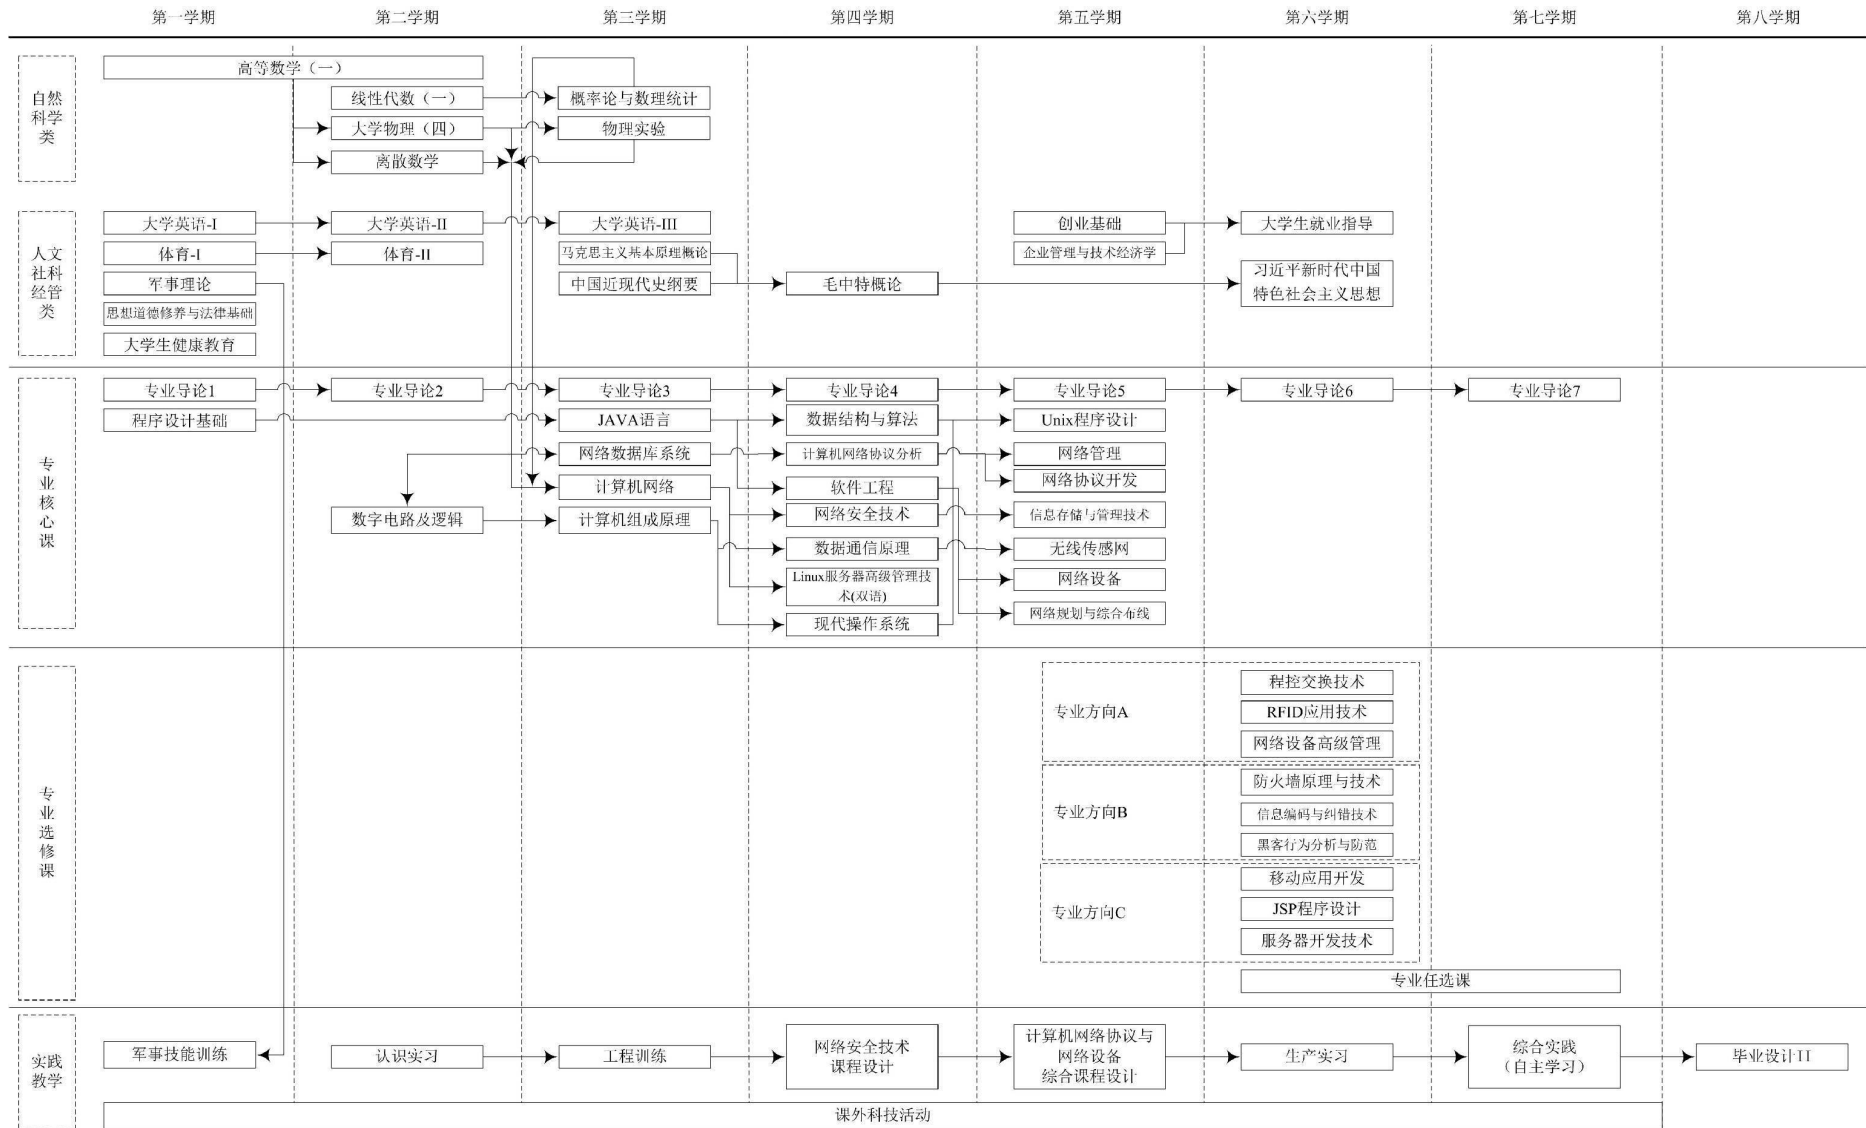 第一学期
第二学期
第三学期
第四学期
第五学期
第六学期
第七学期
第八学期
自然
科学
类
高等数学（一）
线性代数（一）
概率论与数理统计
大学物理（四）
物理实验
离散数学
人文
社科
经管
类
大学英语-I
大学英语-II
大学英语-III
创业基础
大学生就业指导
体育-I
体育-II
马克思主义基本原理概论
企业管理与技术经济学
军事理论
中国近现代史纲要
毛中特概论
习近平新时代中国
特色社会主义思想
思想道德修养与法律基础
大学生健康教育
专
业
核
心
课
专业导论1
专业导论2
专业导论3
专业导论4
专业导论5
专业导论6
专业导论7
程序设计基础
JAVA语言
数据结构与算法
Unix程序设计
网络数据库系统
计算机网络协议分析
网络管理
网络协议开发
计算机网络
软件工程
数字电路及逻辑
计算机组成原理
网络安全技术
信息存储与管理技术
数据通信原理
无线传感网
Linux服务器高级管理技
术(双语)
网络设备
现代操作系统
网络规划与综合布线
专
业
选
修
课
专业方向A
程控交换技术
RFID应用技术
网络设备高级管理
专业方向B
防火墙原理与技术
信息编码与纠错技术
黑客行为分析与防范
专业方向C
移动应用开发
JSP程序设计
服务器开发技术
专业任选课
实践
教学
军事技能训练
认识实习
工程训练
网络安全技术
课程设计
计算机网络协议与
网络设备
综合课程设计
生产实习
综合实践
（自主学习）
毕业设计II
课外科技活动